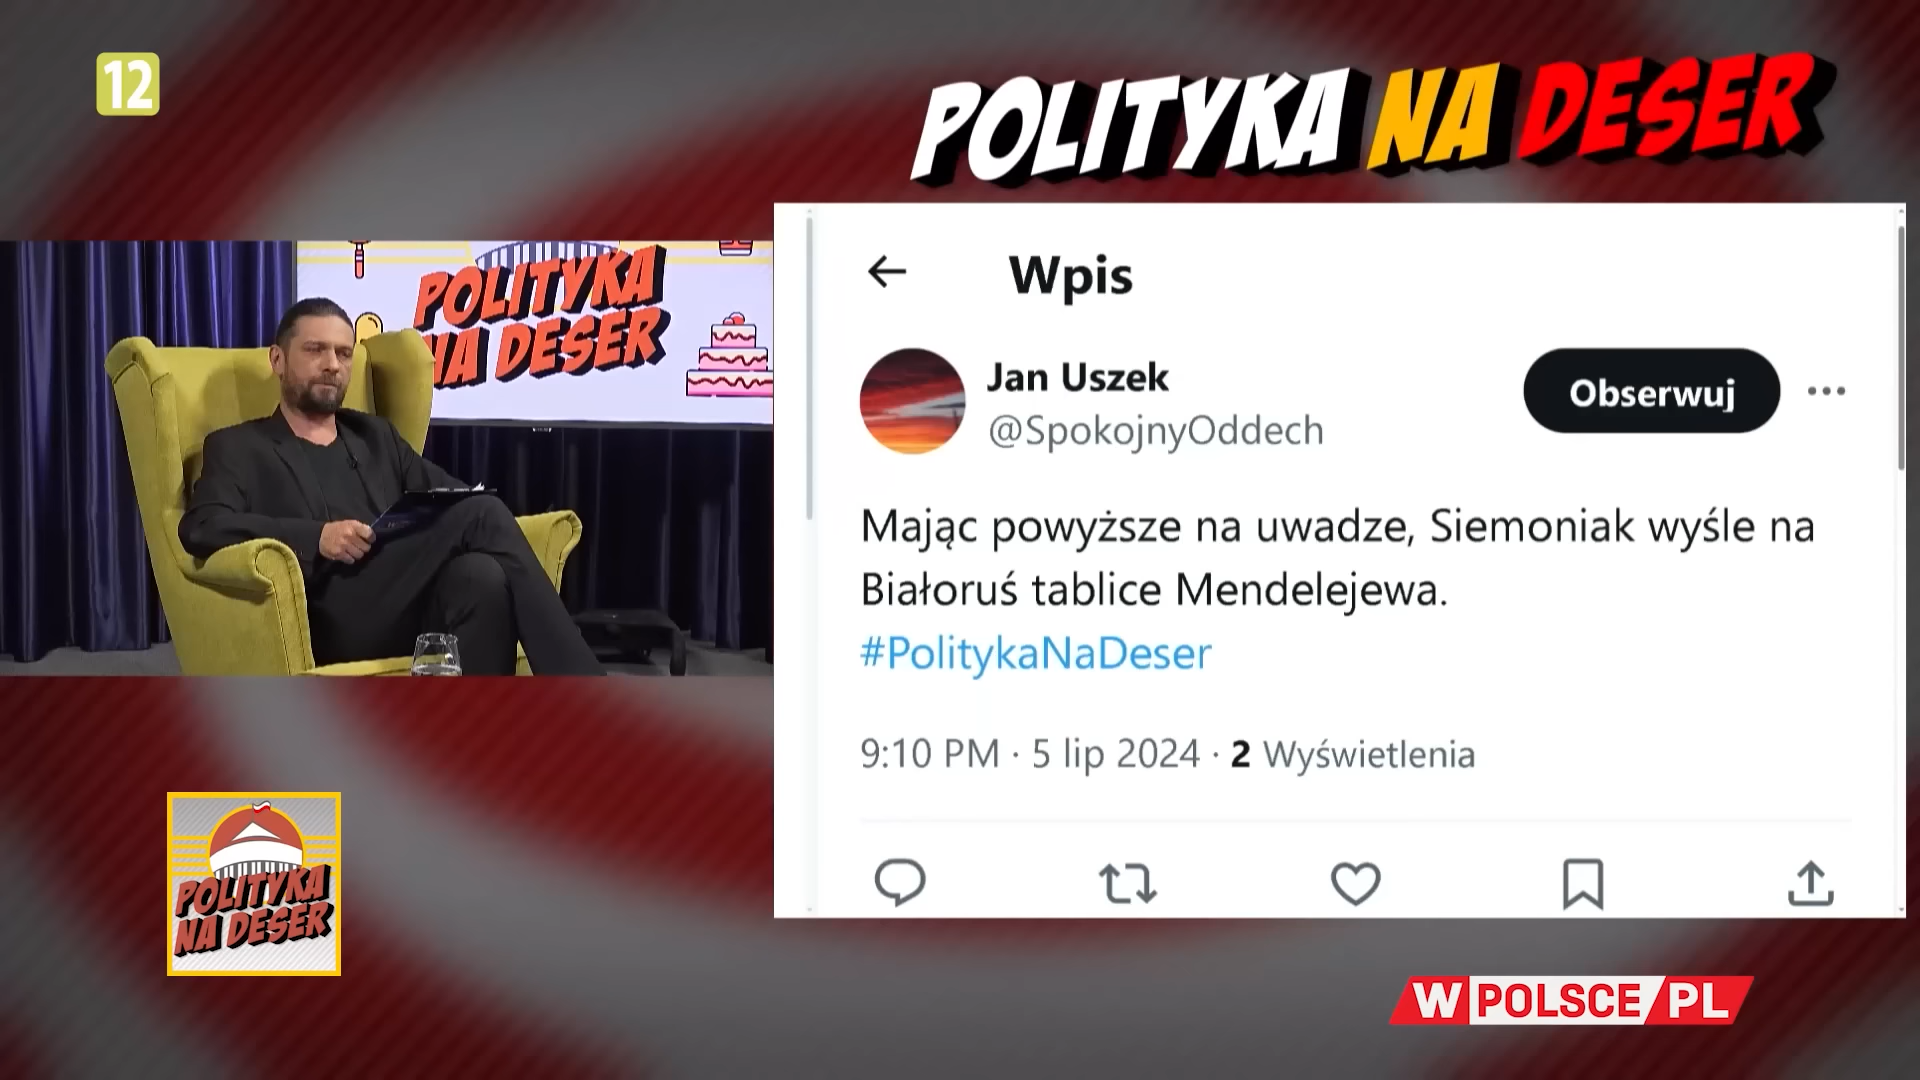 12
POLITYKA NA DESER
POLITYKA
NA DESER
Wpis
Jan Uszek
@SpokojnyOddech
Obserwuj
Mając powyższe na uwadze, Siemoniak wyśle na
Białoruś tablice Mendelejewa.
#PolitykaNaDeser
9:10 PM · 5 lip 2024 · 2 Wyświetlenia
POLITYKA
NA DESER
W POLSCE/PL